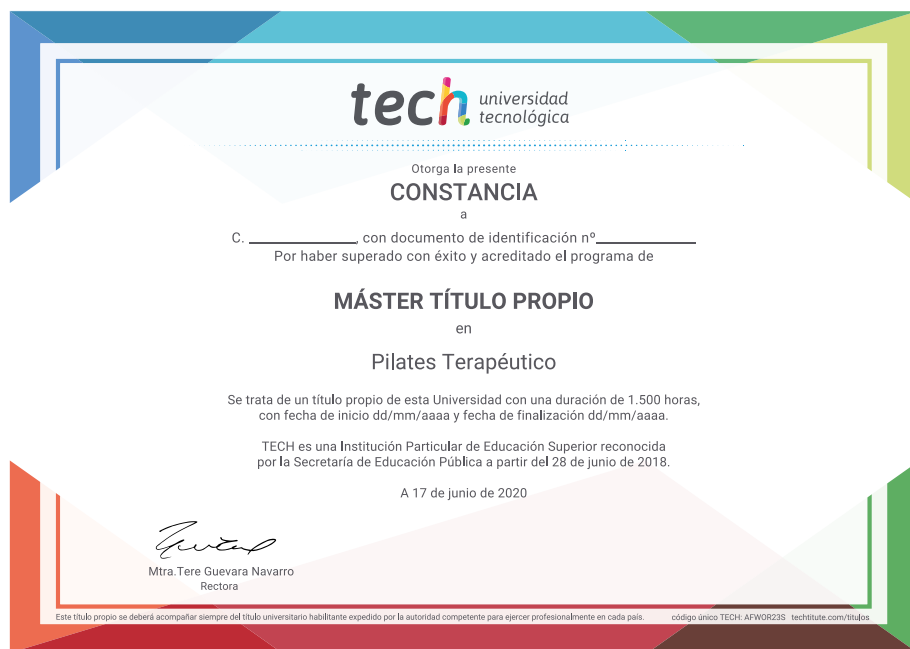 tech universidad
tecnológica
Otorga la presente
CONSTANCIA
a
C. ____________, con documento de identificación nº____________
Por haber superado con éxito y acreditado el programa de
MÁSTER TÍTULO PROPIO
en
Pilates Terapéutico
Se trata de un título propio de esta Universidad con una duración de 1.500 horas,
con fecha de inicio dd/mm/aaaa y fecha de finalización dd/mm/aaaa.
TECH es una Institución Particular de Educación Superior reconocida
por la Secretaría de Educación Pública a partir del 28 de junio de 2018.
A 17 de junio de 2020
Mtra.Tere Guevara Navarro
Rectora
Este título propio se deberá acompañar siempre del título universitario habilitante expedido por la autoridad competente para ejercer profesionalmente en cada país. código único TECH: AFWOR23S techtitute.com/titulos